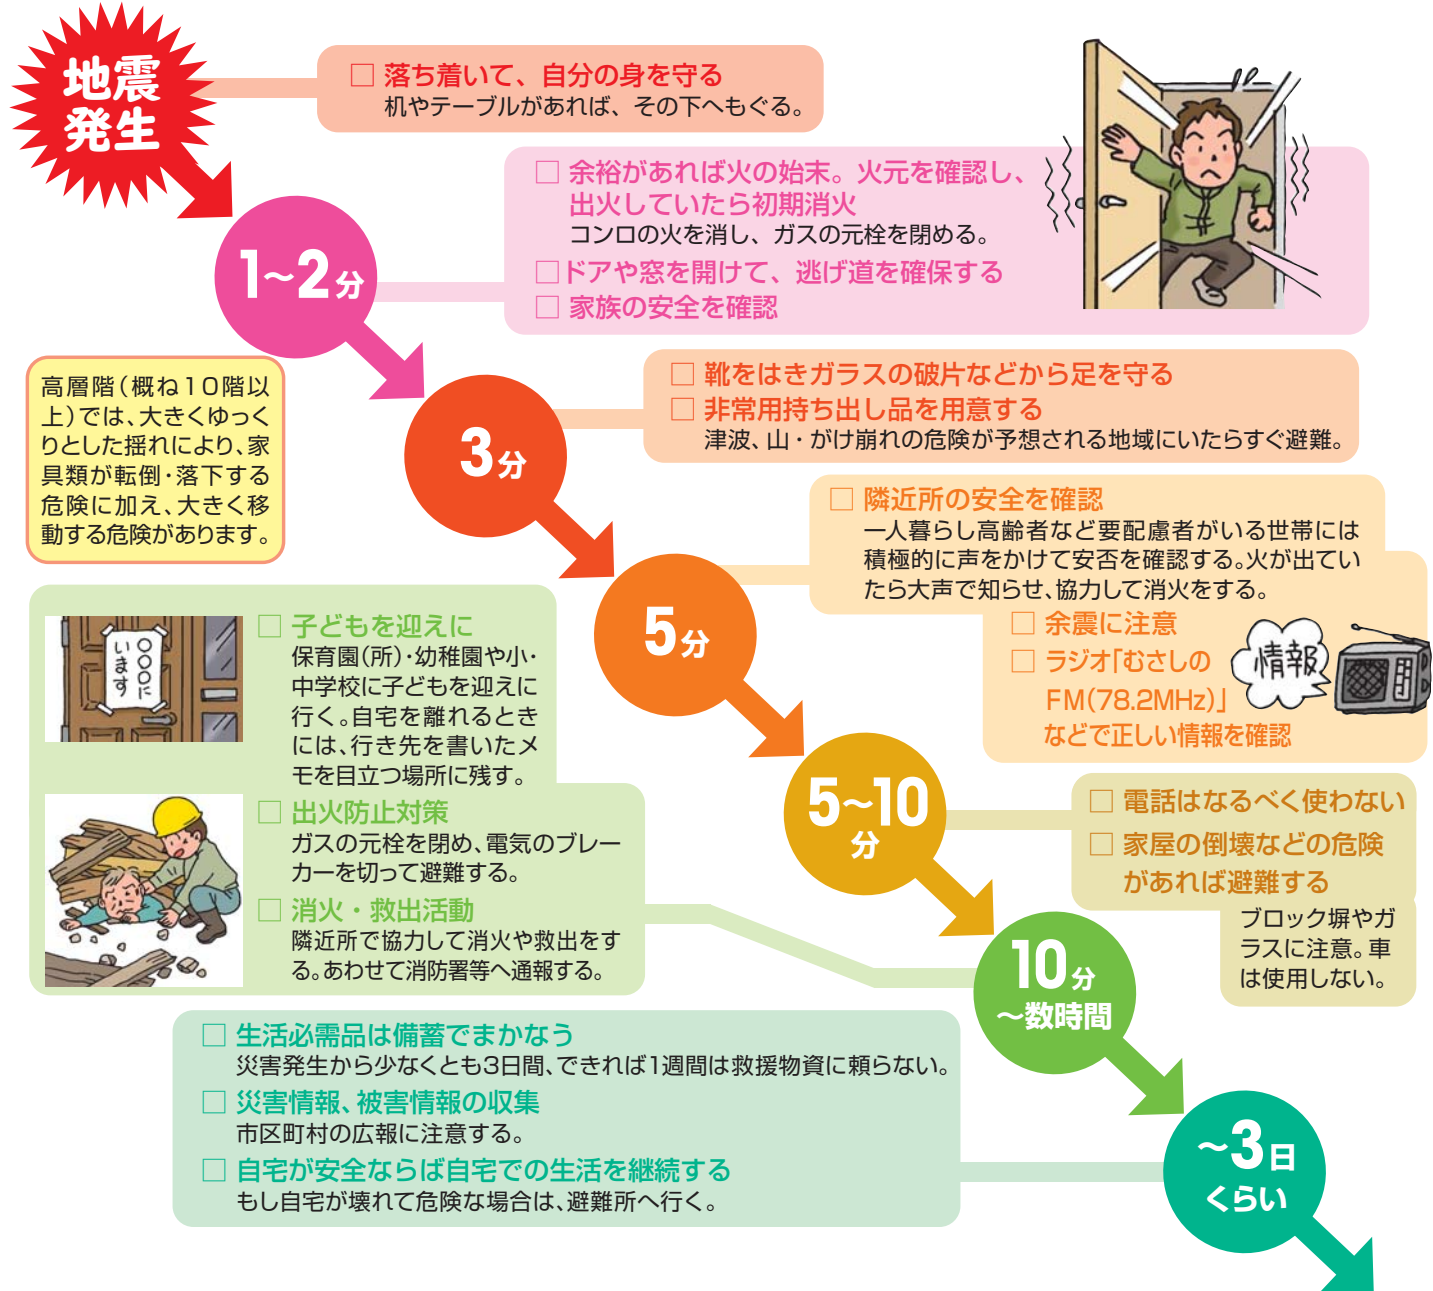 地震
発生
□ 落ち着いて、自分の身を守る
机やテーブルがあれば、その下へもぐる。
1～2分
□ 余裕があれば火の始末。火元を確認し、
出火していたら初期消火
コンロの火を消し、ガスの元栓を閉める。
□ドアや窓を開けて、逃げ道を確保する
□ 家族の安全を確認
高層階（概ね10階以
上）では、大きくゆっく
りとした揺れにより、家
具類が転倒・落下する
危険に加え、大きく移
動する危険があります。
3分
□ 靴をはきガラスの破片などから足を守る
□ 非常用持ち出し品を用意する
津波、山・がけ崩れの危険が予想される地域にいたらすぐ避難。
5分
□ 隣近所の安全を確認
一人暮らし高齢者など要配慮者がいる世帯には
積極的に声をかけて安否を確認する。火が出てい
たら大声で知らせ、協力して消火をする。
□ 余震に注意
□ ラジオ「むさしの
FM(78.2MHz)」
などで正しい情報を確認
情報
5～10
分
□ 電話はなるべく使わない
□ 家屋の倒壊などの危険
があれば避難する
ブロック塀やガ
ラスに注意。車
は使用しない。
10分
～数時間
○○○に
います
□ 子どもを迎えに
保育園（所）・幼稚園や小・
中学校に子どもを迎えに
行く。自宅を離れるとき
には、行き先を書いたメ
モを目立つ場所に残す。
□ 出火防止対策
ガスの元栓を閉め、電気のブレー
カーを切って避難する。
□ 消火・救出活動
隣近所で協力して消火や救出をす
る。あわせて消防署等へ通報する。
～3日
くらい
□ 生活必需品は備蓄でまかなう
災害発生から少なくとも3日間、できれば1週間は救援物資に頼らない。
□ 災害情報、被害情報の収集
市区町村の広報に注意する。
□ 自宅が安全ならば自宅での生活を継続する
もし自宅が壊れて危険な場合は、避難所へ行く。